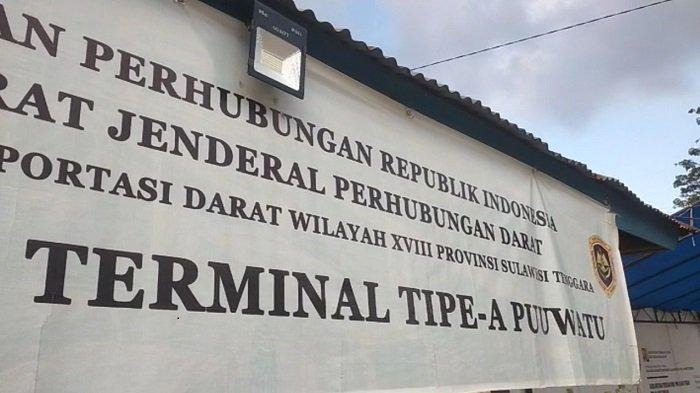 AN PERHUBUNGAN REPUBLIK INDONESIA
RAT JENDERAL PERHUBUNGAN DARAT
PORTASI DARAT WILAYAH XVIII PROVINSI SULAWESI TENGGARA
TERMINAL TIPE-A PUUWATU